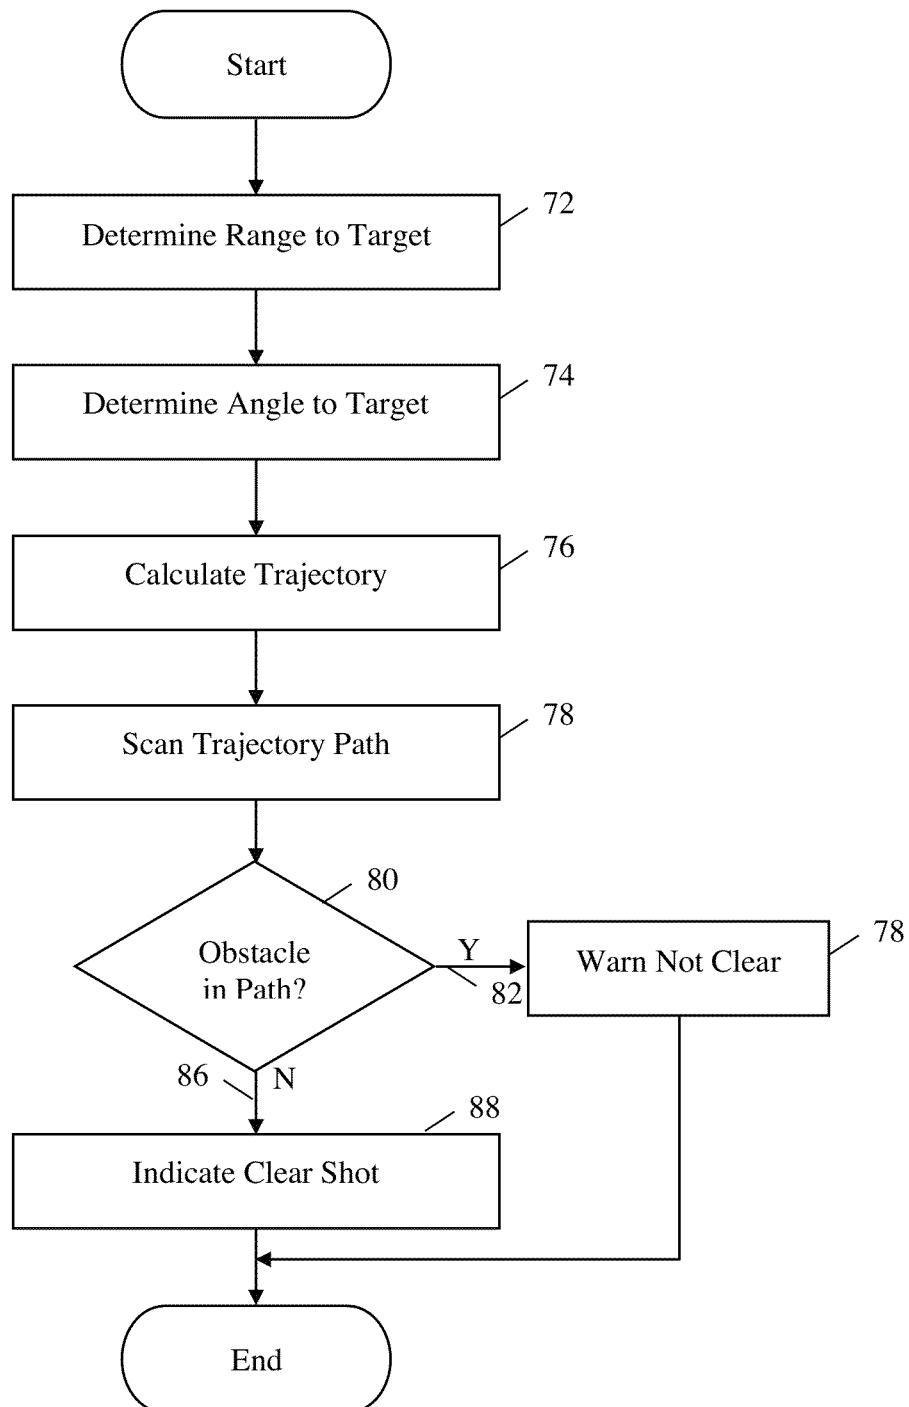 Start
72
Determine Range to Target
74
Determine Angle to Target
76
Calculate Trajectory
78
Scan Trajectory Path
80
Obstacle
in Path?
Y
82
78
Warn Not Clear
86
N
88
Indicate Clear Shot
End